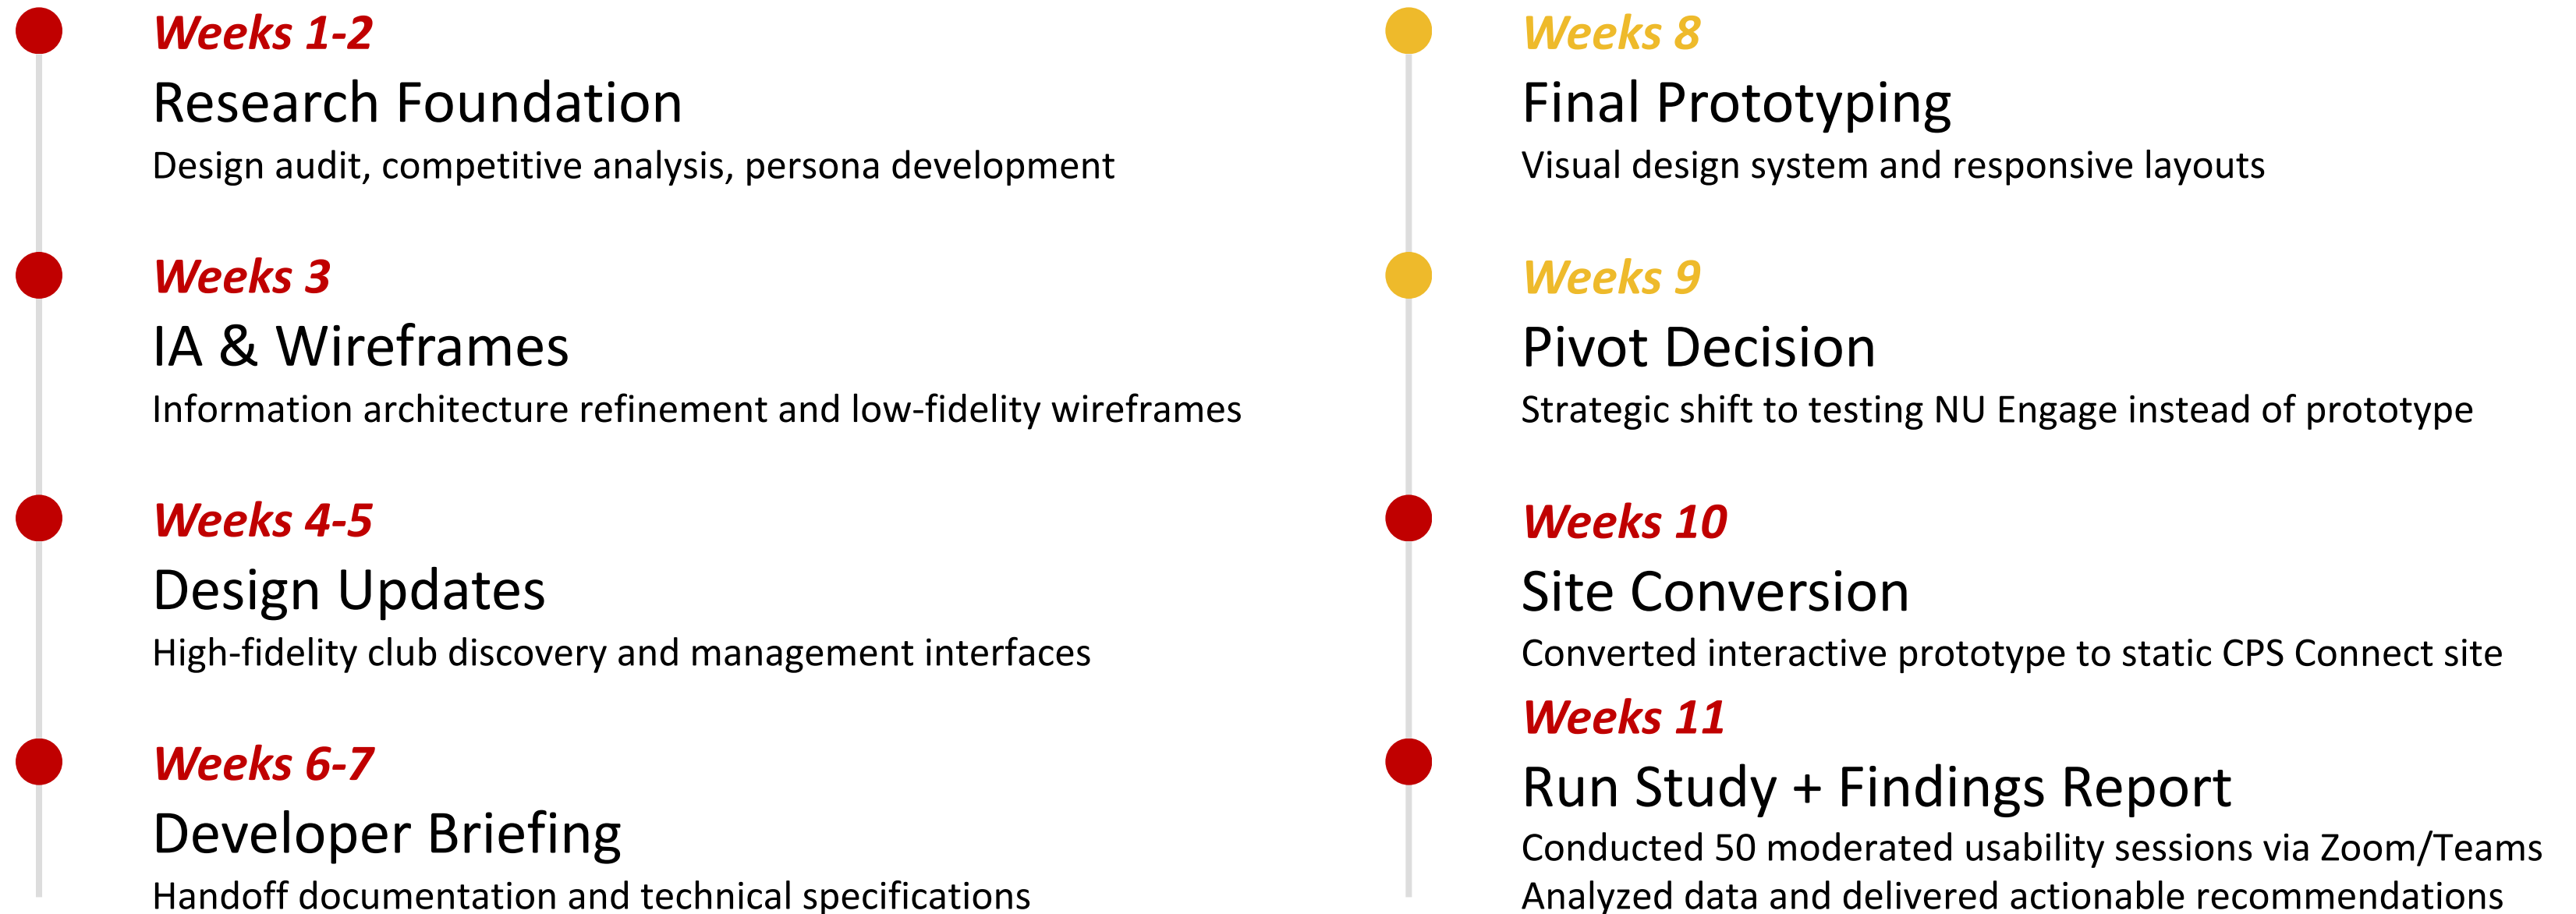 Weeks 1-2
Research Foundation
Design audit, competitive analysis, persona development
Weeks 3
IA & Wireframes
Information architecture refinement and low-fidelity wireframes
Weeks 4-5
Design Updates
High-fidelity club discovery and management interfaces
Weeks 6-7
Developer Briefing
Handoff documentation and technical specifications
Weeks 8
Final Prototyping
Visual design system and responsive layouts
Weeks 9
Pivot Decision
Strategic shift to testing NU Engage instead of prototype
Weeks 10
Site Conversion
Converted interactive prototype to static CPS Connect site
Weeks 11
Run Study + Findings Report
Conducted 50 moderated usability sessions via Zoom/Teams
Analyzed data and delivered actionable recommendations